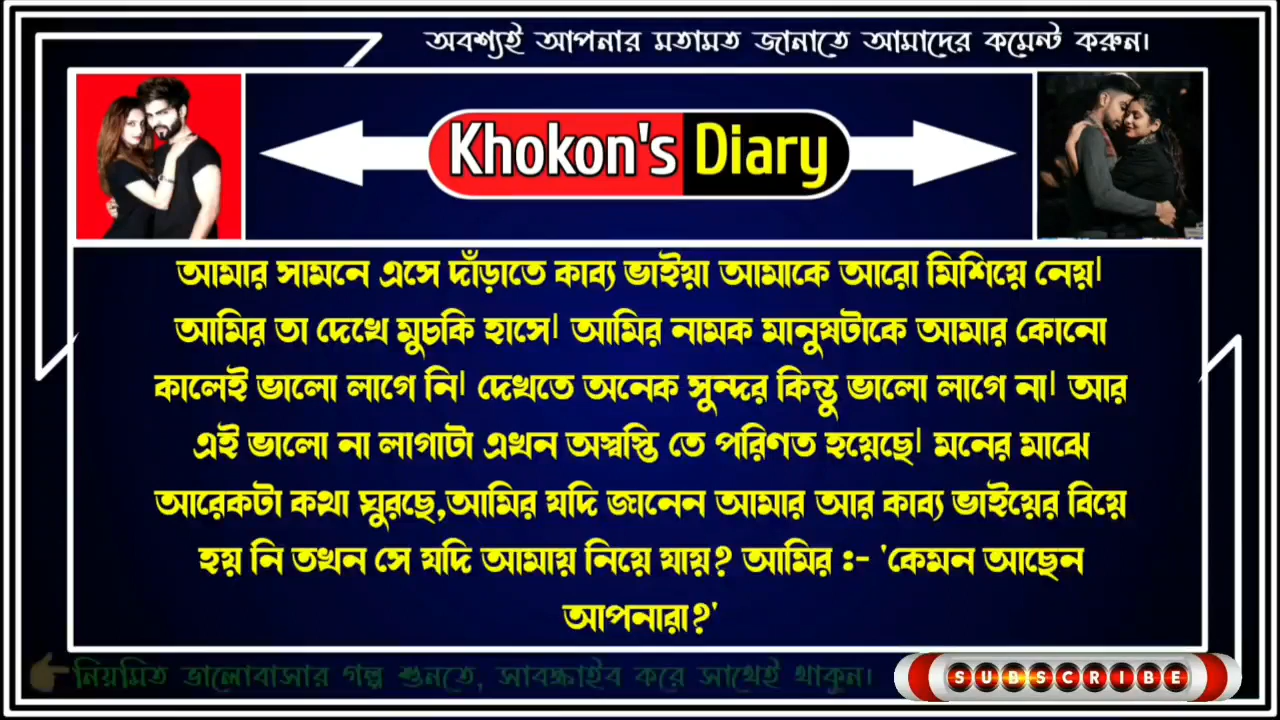 অবশ্যই আপনার মতামত জানাতে আমাদের কমেন্ট করুন।
Khokon's Diary
আমার সামনে এসে দাঁড়াতে কাব্য ভাইয়া আমাকে আরো মিশিয়ে নেয়।
আমির তা দেখে মুচকি হাসে। আমির নামক মানুষটাকে আমার কোনো
কালেই ভালো লাগে নি। দেখতে অনেক সুন্দর কিন্তু ভালো লাগে না। আর
এই ভালো না লাগাটা এখন অস্বস্তি তে পরিণত হয়েছে। মনের মাঝে
আরেকটা কথা ঘুরছে,আমির যদি জানেন আমার আর কাব্য ভাইয়ের বিয়ে
হয় নি তখন সে যদি আমায় নিয়ে যায়? আমির :- 'কেমন আছেন
আপনারা?'
নিয়মিত ভালোবাসার গল্প শুনতে, সাবস্ক্রাইব করে সাথেই থাকুন।
SUBSCRIBE